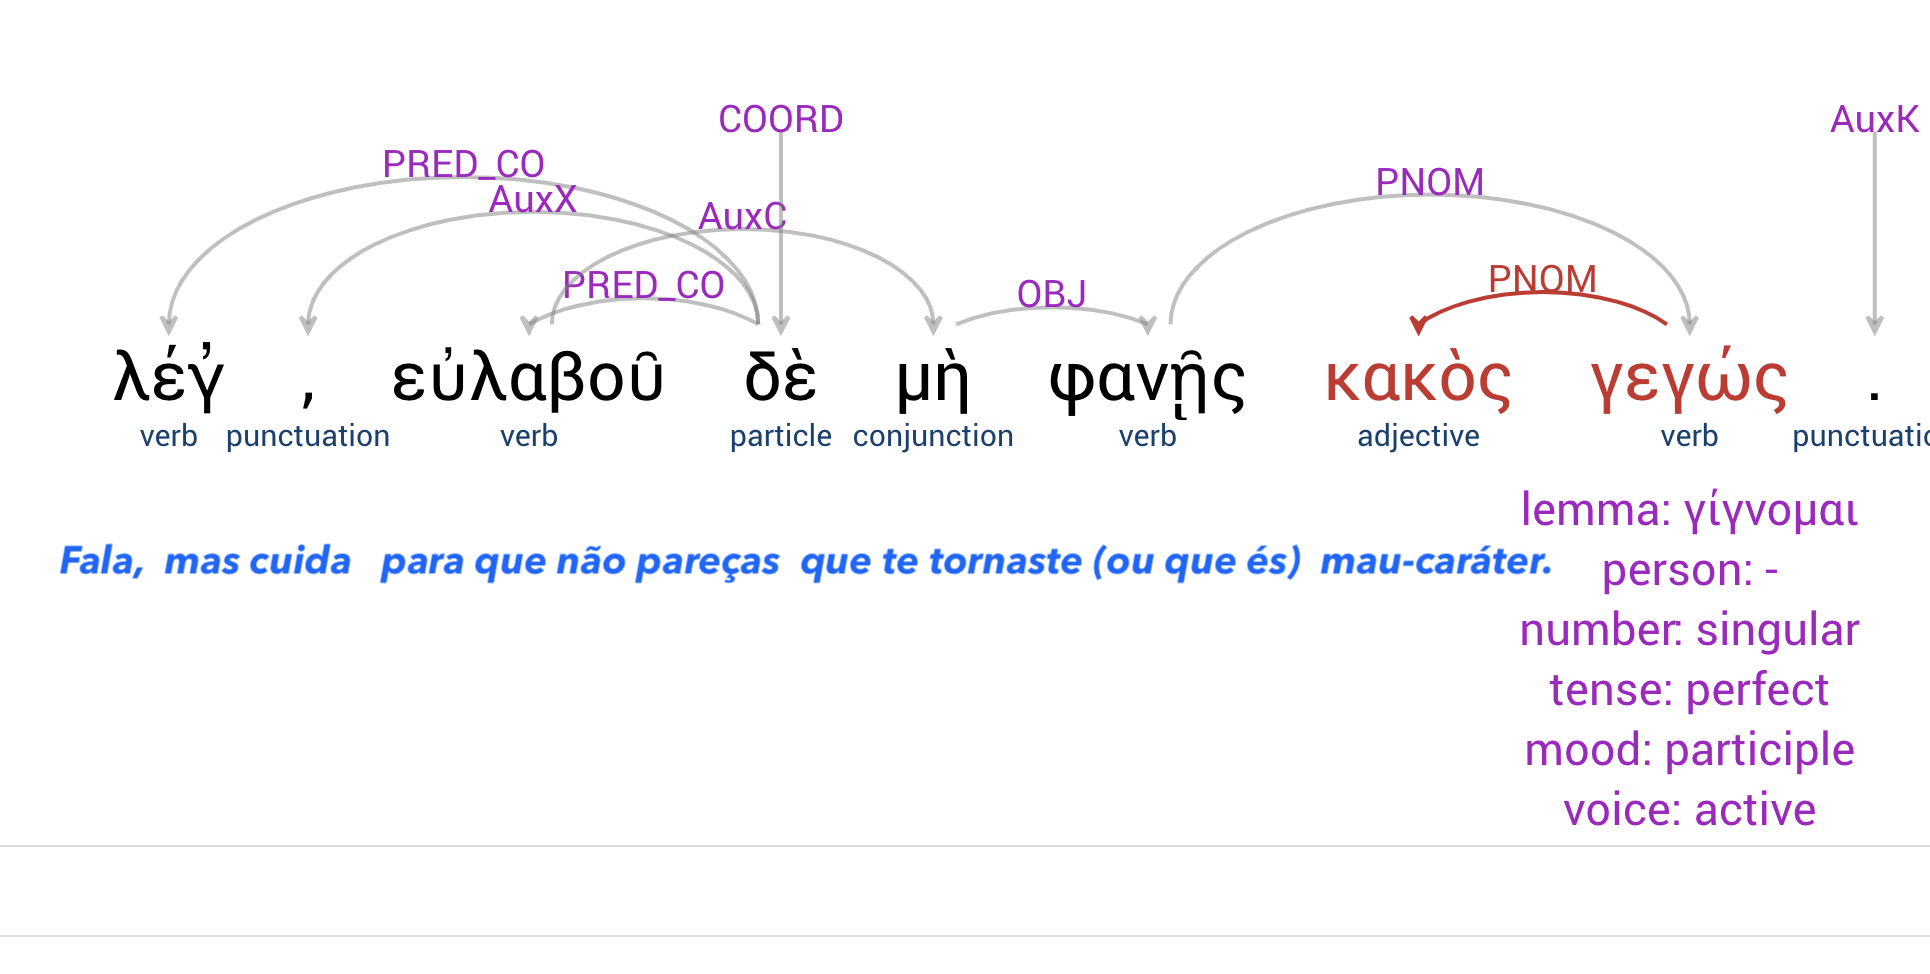 COORD AuxK
PRED_CO PNOM
AuxX
AuxC
PRED_CO OBJ PNOM
λέγ̓ , εὐλαβοῦ δὲ μὴ φανῇς κακὸς γεγώς .
verb punctuation verb particle conjunction verb adjective verb punctuatio
lemma: γίγνομαι
Fala, mas cuida para que não pareças que te tornaste (ou que és) mau-caráter.
person: -
number: singular
tense: perfect
mood: participle
voice: active